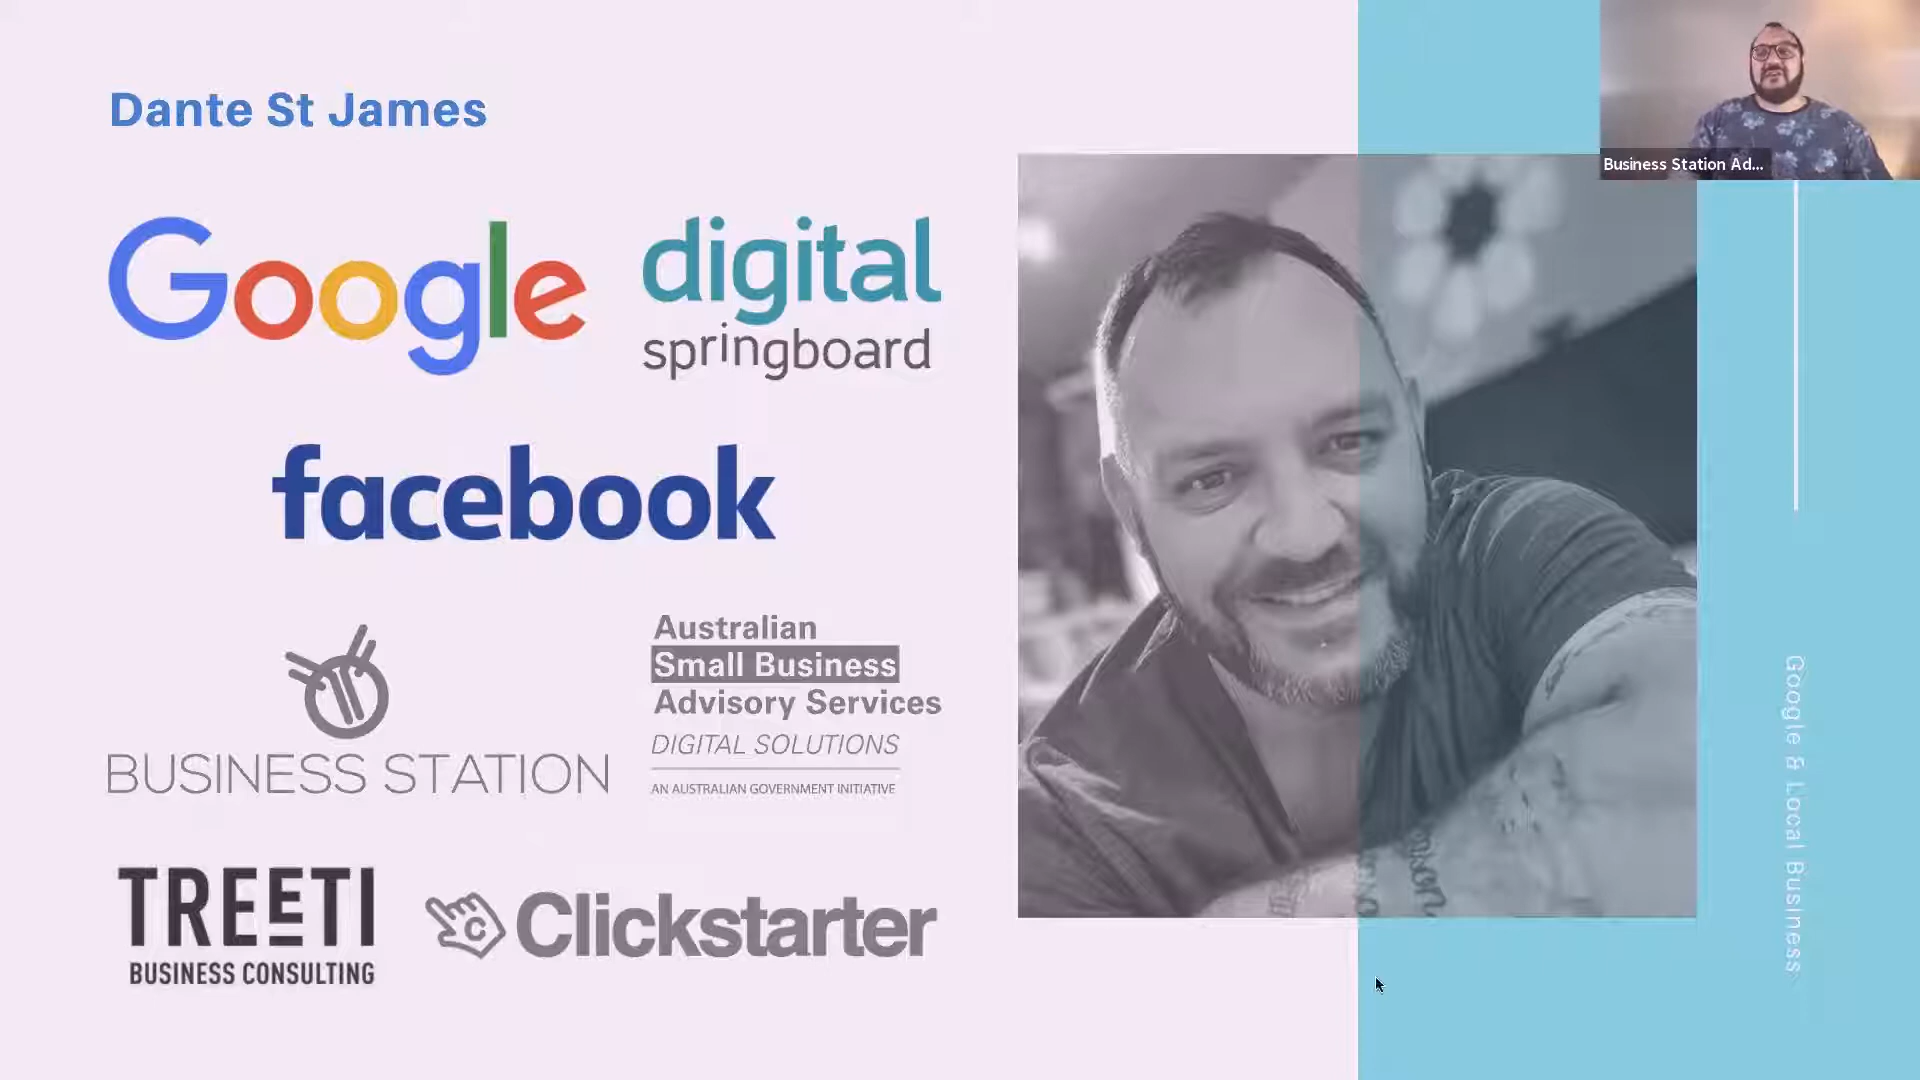 Dante St James
Google
digital
springboard
facebook
BUSINESS STATION
Australian
Small Business
Advisory Services
DIGITAL SOLUTIONS
AN AUSTRALIAN GOVERNMENT INITIATIVE
TREETI
BUSINESS CONSULTING
C
Clickstarter
Business Station Ad...
Google & Local Business